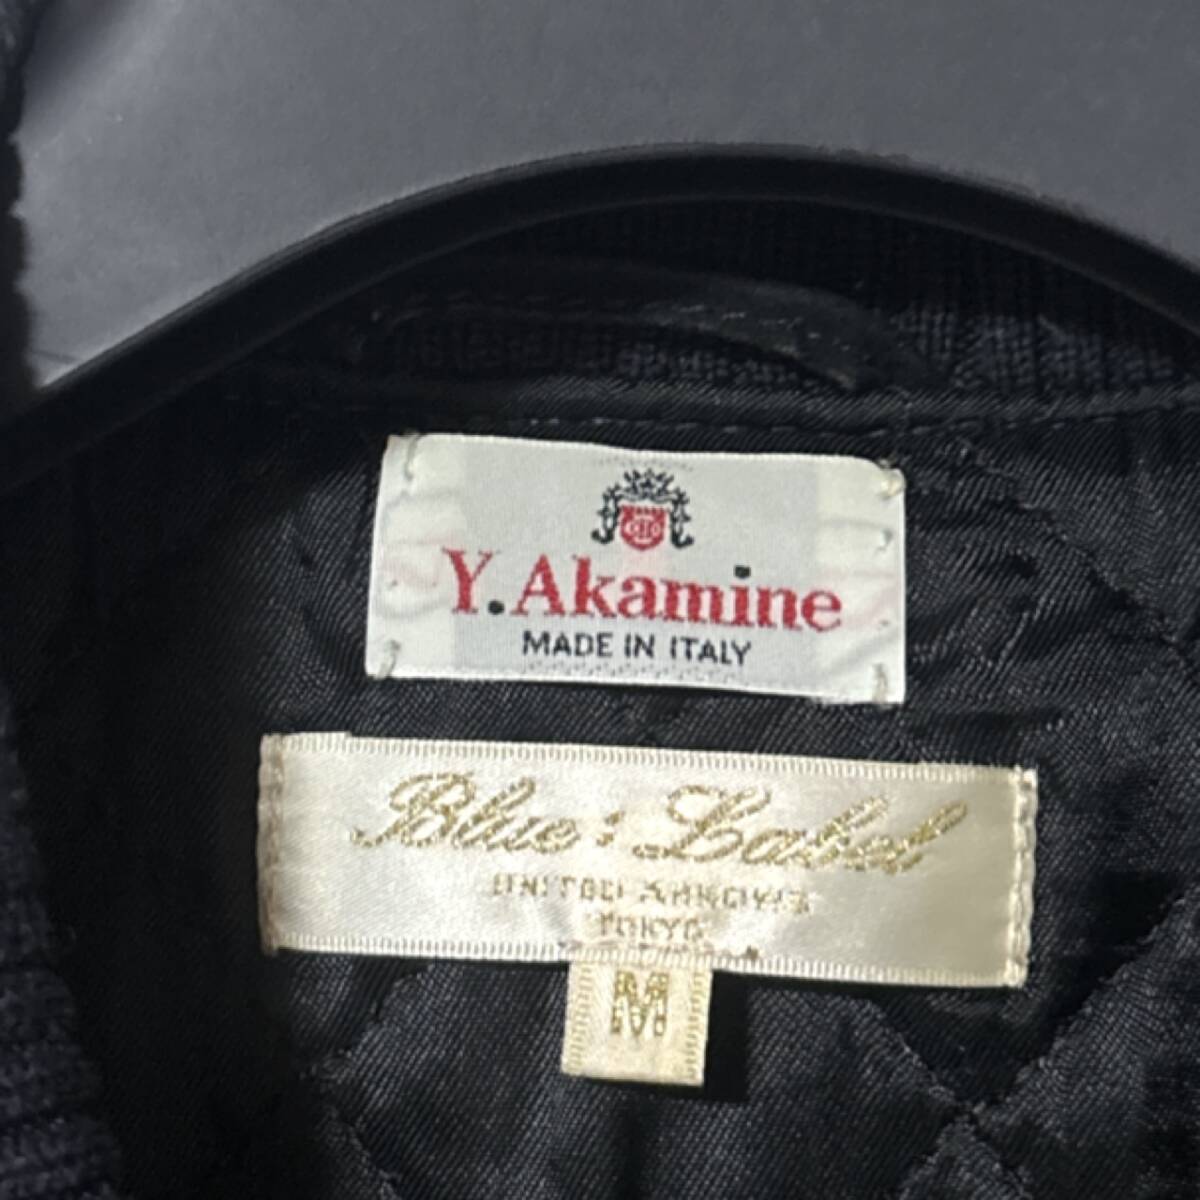 Y.Akamine
MADE IN ITALY
Blue : Label
UNITED ARROWS
TOKYO
M